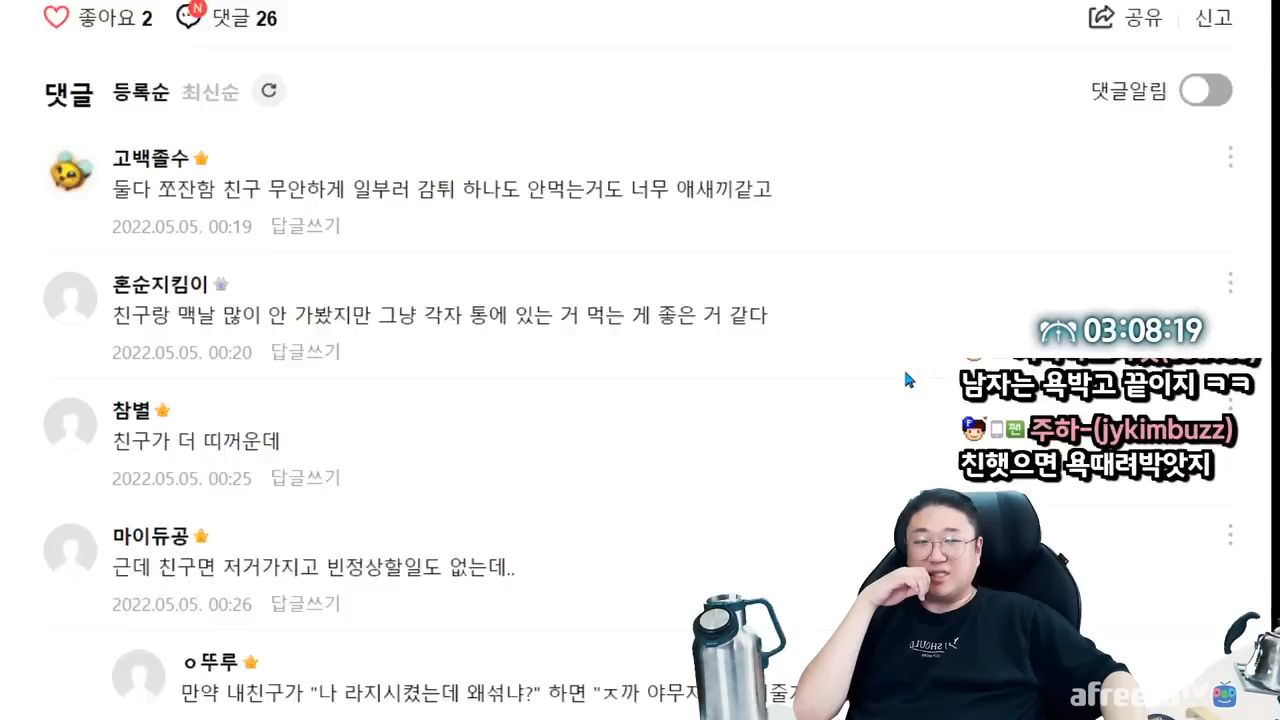 좋아요 2
N
댓글 26
공유
신고
댓글 등록순 최신순
댓글알림
고백졸수
둘다 쪼잔함 친구 무안하게 일부러 감튀 하나도 안먹는거도 너무 애새끼같고
2022.05.05. 00:19 답글쓰기
혼순지킴이
친구랑 맥날 많이 안 가봤지만 그냥 각자 통에 있는 거 먹는 게 좋은 거 같다
2022.05.05. 00:20 답글쓰기
03:08:19
남자는 욕박고 끝이지 ㅋㅋ
참별
친구가 더 띠꺼운데
2022.05.05. 00:25 답글쓰기
팬 주하-(jykimbuzz)
친햇으면 욕때려박앗지
마이듀공
근데 친구면 저거가지고 빈정상할일도 없는데..
2022.05.05. 00:26 답글쓰기
ㅇ뚜루
만약 내친구가 "나 라지시켰는데 왜섞냐?" 하면 "ㅈ까
I SHOULD